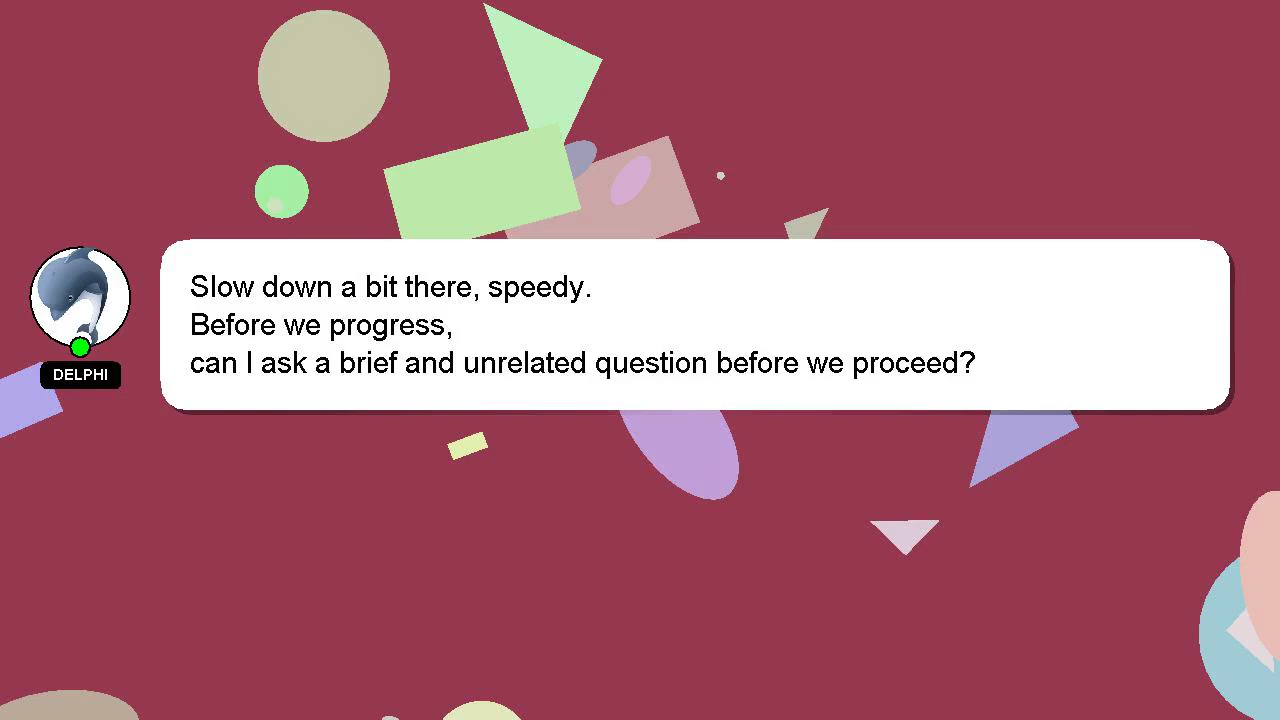 Slow down a bit there, speedy.
Before we progress,
can I ask a brief and unrelated question before we proceed?
DELPHI